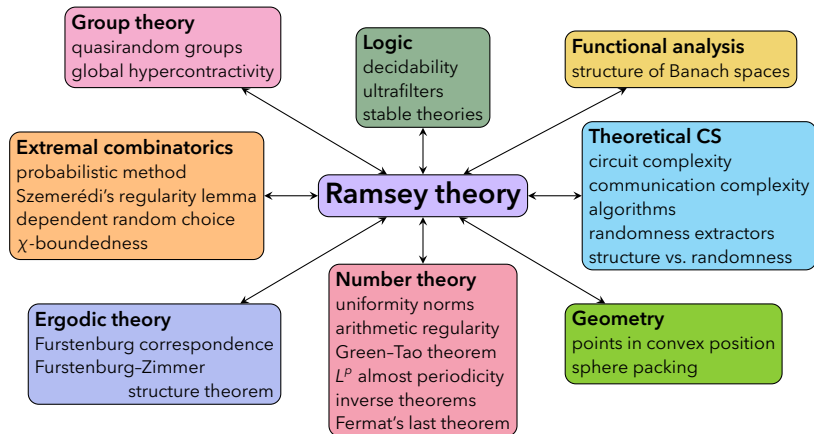 Group theory
quasirandom groups
global hypercontractivity
Logic
decidability
ultrafilters
stable theories
Functional analysis
structure of Banach spaces
Extremal combinatorics
probabilistic method
Szemerédi's regularity lemma
dependent random choice
χ-boundedness
Ramsey theory
Theoretical CS
circuit complexity
communication complexity
algorithms
randomness extractors
structure vs. randomness
Ergodic theory
Furstenburg correspondence
Furstenburg–Zimmer
structure theorem
Number theory
uniformity norms
arithmetic regularity
Green–Tao theorem
Lᵖ almost periodicity
inverse theorems
Fermat's last theorem
Geometry
points in convex position
sphere packing